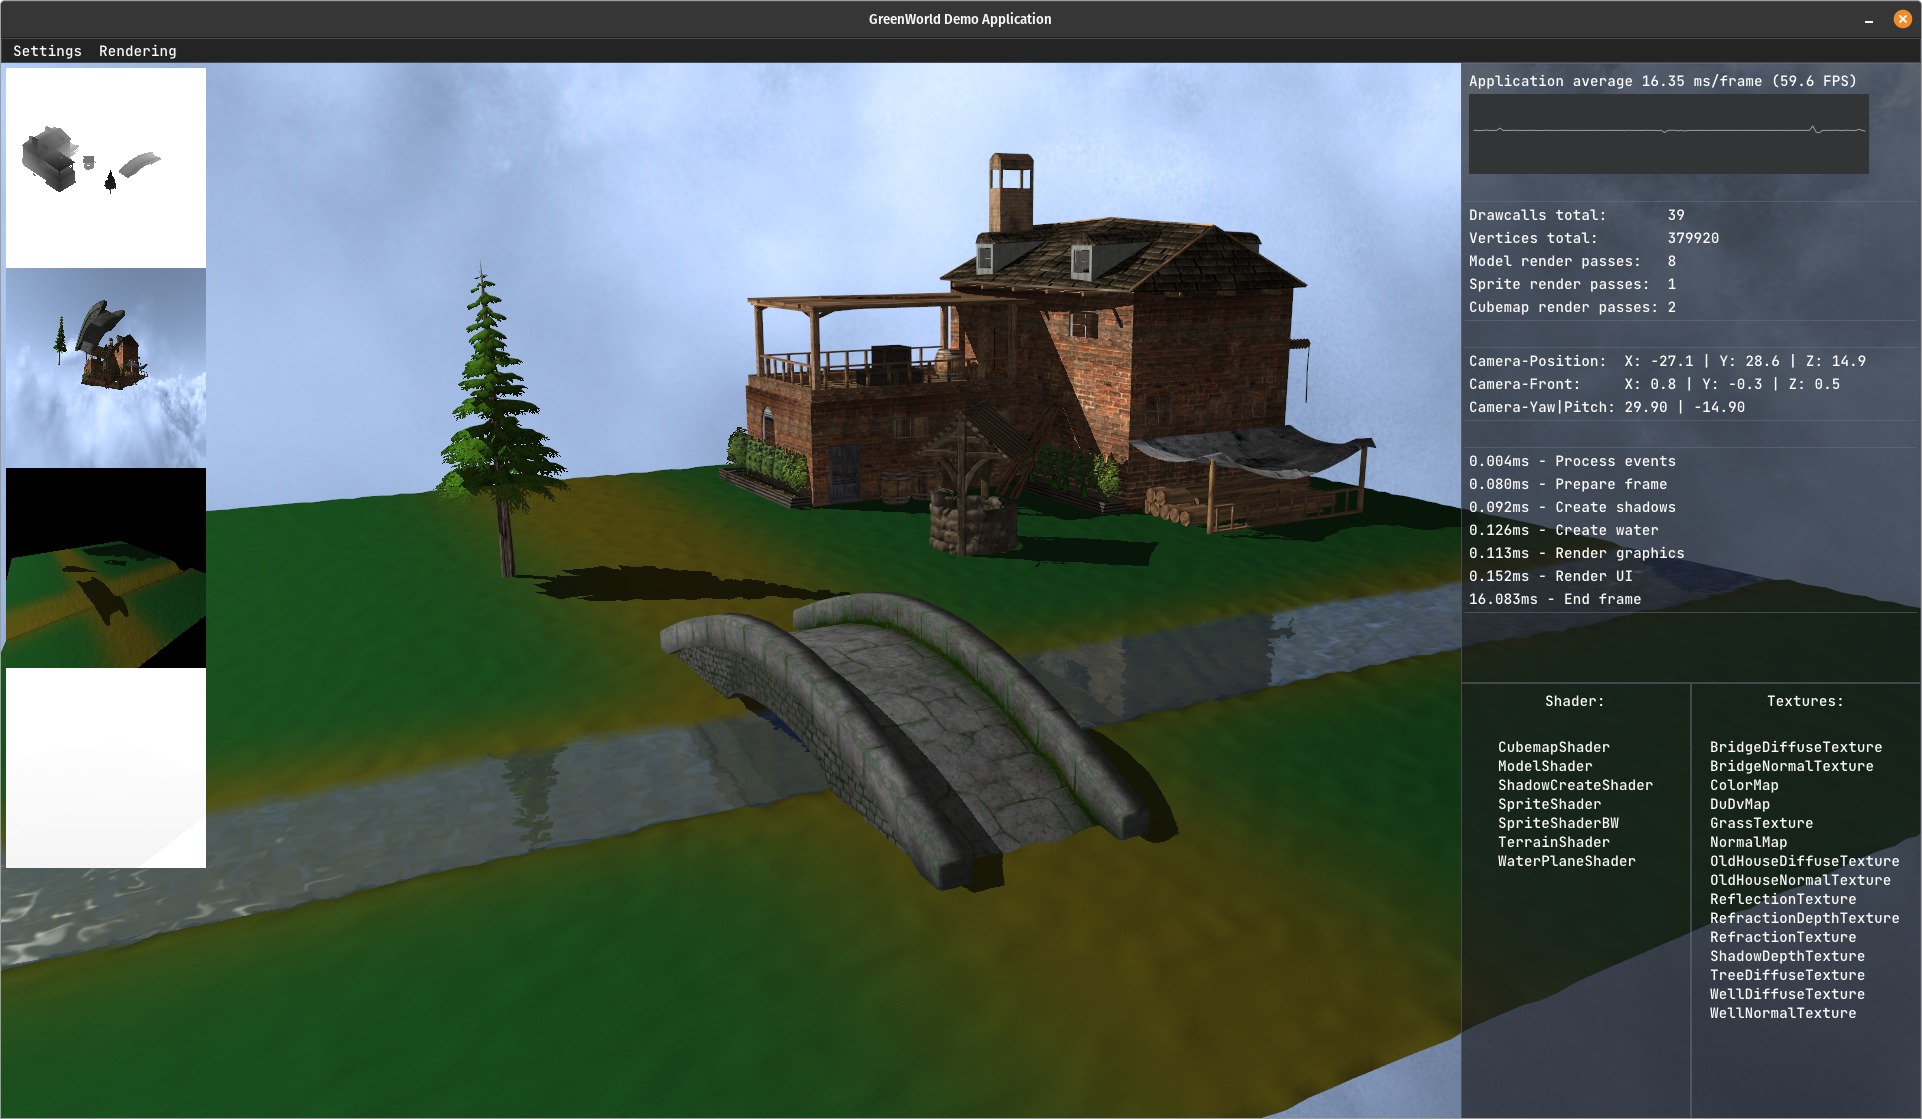 GreenWorld Demo Application
Settings Rendering
Application average 16.35 ms/frame (59.6 FPS)
Drawcalls total: 39
Vertices total: 379920
Model render passes: 8
Sprite render passes: 1
Cubemap render passes: 2
Camera-Position: X: -27.1 | Y: 28.6 | Z: 14.9
Camera-Front: X: 0.8 | Y: -0.3 | Z: 0.5
Camera-Yaw|Pitch: 29.90 | -14.90
0.004ms - Process events
0.080ms - Prepare frame
0.092ms - Create shadows
0.126ms - Create water
0.113ms - Render graphics
0.152ms - Render UI
16.083ms - End frame
Shader:
CubemapShader
ModelShader
ShadowCreateShader
SpriteShader
SpriteShaderBW
TerrainShader
WaterPlaneShader
Textures:
BridgeDiffuseTexture
BridgeNormalTexture
ColorMap
DuDvMap
GrassTexture
NormalMap
OldHouseDiffuseTexture
OldHouseNormalTexture
ReflectionTexture
RefractionDepthTexture
RefractionTexture
ShadowDepthTexture
TreeDiffuseTexture
WellDiffuseTexture
WellNormalTexture